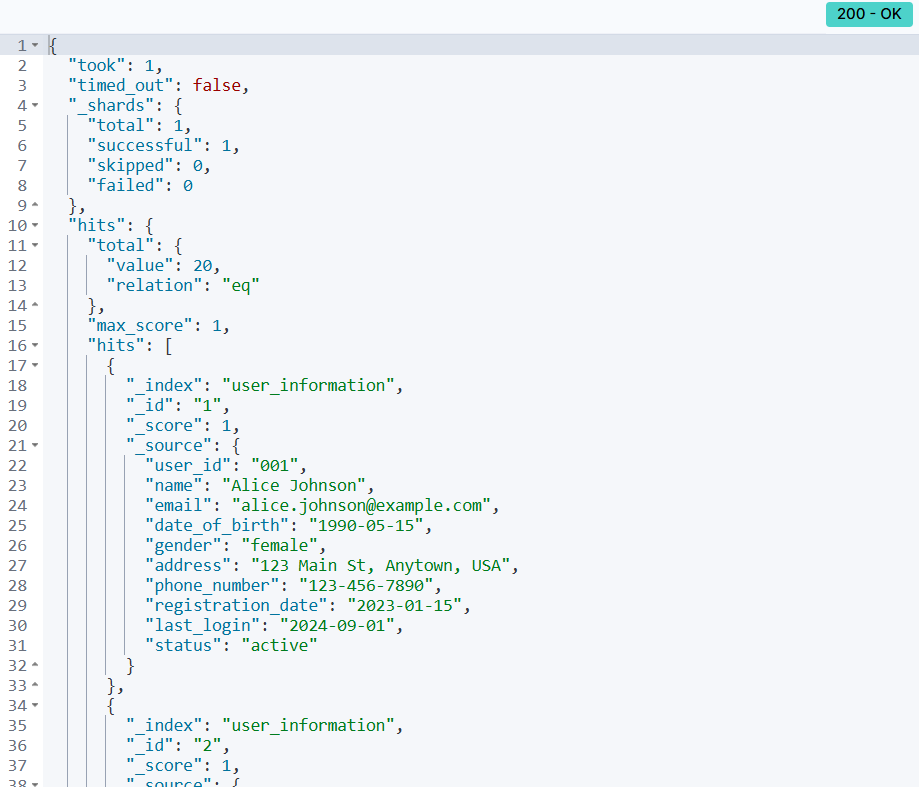 200 - OK
1 {
2 "took": 1,
3 "timed_out": false,
4 "_shards": {
5 "total": 1,
6 "successful": 1,
7 "skipped": 0,
8 "failed": 0
9 },
10 "hits": {
11 "total": {
12 "value": 20,
13 "relation": "eq"
14 },
15 "max_score": 1,
16 "hits": [
17 {
18 "_index": "user_information",
19 "_id": "1",
20 "_score": 1,
21 "_source": {
22 "user_id": "001",
23 "name": "Alice Johnson",
24 "email": "alice.johnson@example.com",
25 "date_of_birth": "1990-05-15",
26 "gender": "female",
27 "address": "123 Main St, Anytown, USA",
28 "phone_number": "123-456-7890",
29 "registration_date": "2023-01-15",
30 "last_login": "2024-09-01",
31 "status": "active"
32 }
33 },
34 {
35 "_index": "user_information",
36 "_id": "2",
37 "_score": 1,
38 "_source": {